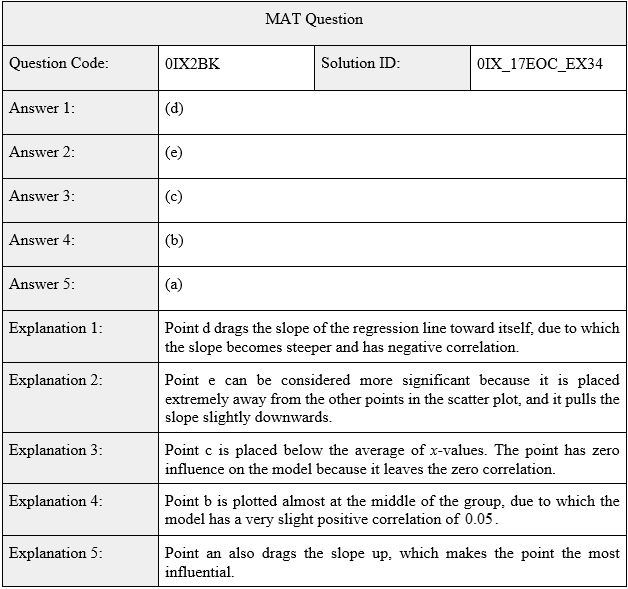 MAT Question
Question Code: 0IX2BK Solution ID: 0IX_17EOC_EX34
Answer 1: (d)
Answer 2: (e)
Answer 3: (c)
Answer 4: (b)
Answer 5: (a)
Explanation 1: Point d drags the slope of the regression line toward itself, due to which
the slope becomes steeper and has negative correlation.
Explanation 2: Point e can be considered more significant because it is placed
extremely away from the other points in the scatter plot, and it pulls the
slope slightly downwards.
Explanation 3: Point c is placed below the average of x-values. The point has zero
influence on the model because it leaves the zero correlation.
Explanation 4: Point b is plotted almost at the middle of the group, due to which the
model has a very slight positive correlation of 0.05.
Explanation 5: Point an also drags the slope up, which makes the point the most
influential.